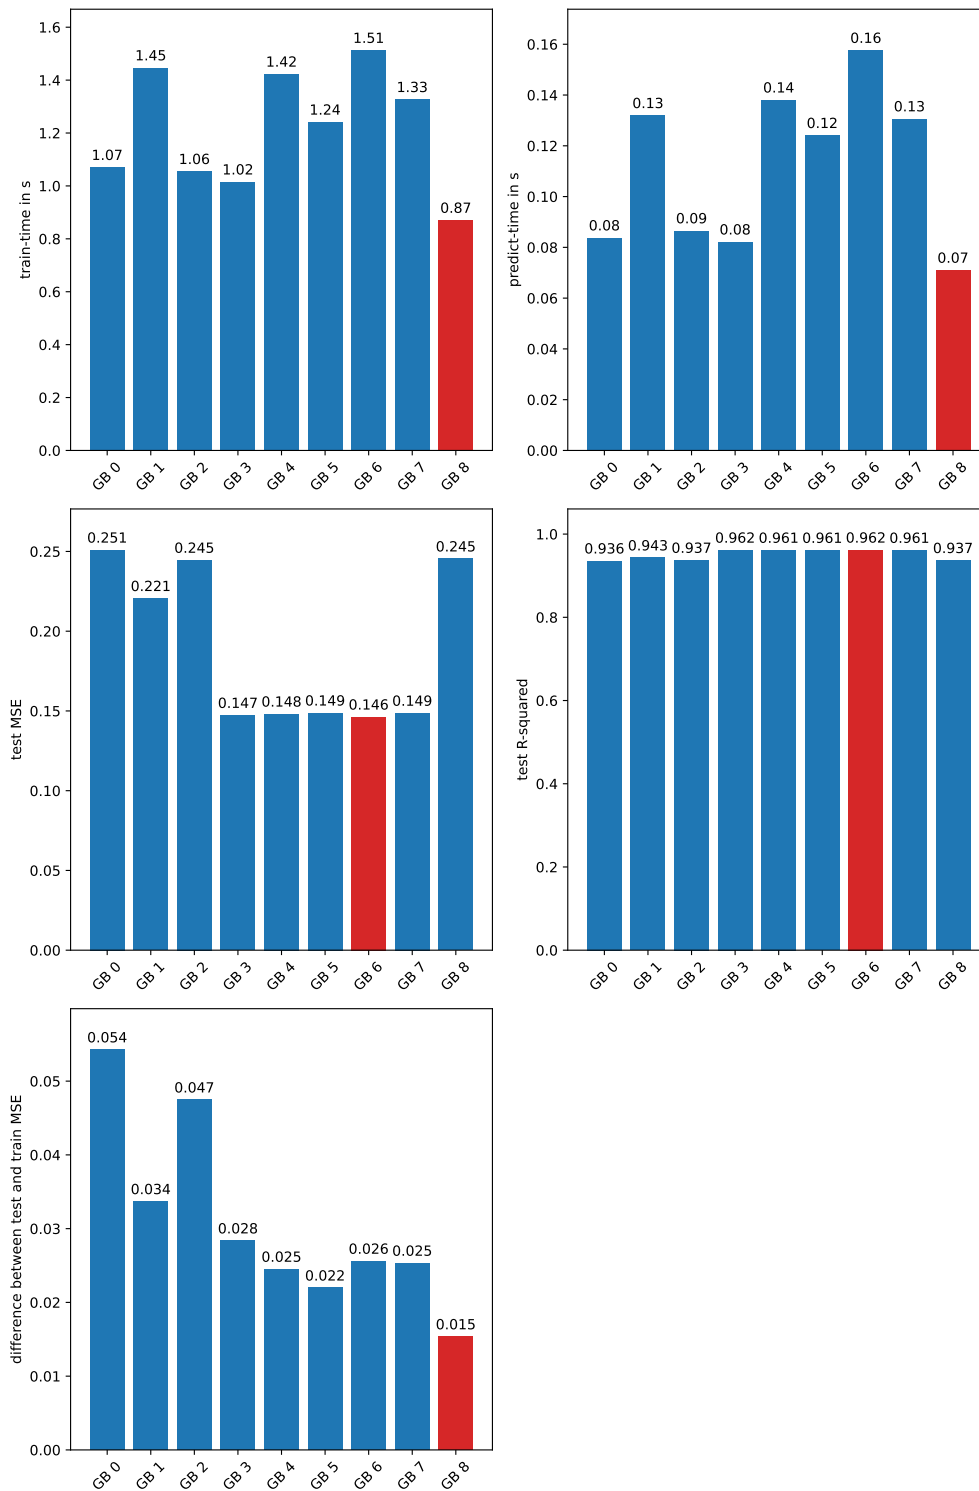 train-time in s
1.6
1.4
1.2
1.0
0.8
0.6
0.4
0.2
0.0
1.07
1.45
1.06
1.02
1.42
1.24
1.51
1.33
0.87
GB 0
GB 1
GB 2
GB 3
GB 4
GB 5
GB 6
GB 7
GB 8
predict-time in s
0.16
0.14
0.12
0.10
0.08
0.06
0.04
0.02
0.00
0.08
0.13
0.09
0.08
0.14
0.12
0.16
0.13
0.07
GB 0
GB 1
GB 2
GB 3
GB 4
GB 5
GB 6
GB 7
GB 8
test MSE
0.25
0.20
0.15
0.10
0.05
0.00
0.251
0.221
0.245
0.147
0.148
0.149
0.146
0.149
0.245
GB 0
GB 1
GB 2
GB 3
GB 4
GB 5
GB 6
GB 7
GB 8
test R-squared
1.0
0.8
0.6
0.4
0.2
0.0
0.936
0.943
0.937
0.962
0.961
0.961
0.962
0.961
0.937
GB 0
GB 1
GB 2
GB 3
GB 4
GB 5
GB 6
GB 7
GB 8
difference between test and train MSE
0.05
0.04
0.03
0.02
0.01
0.00
0.054
0.034
0.047
0.028
0.025
0.022
0.026
0.025
0.015
GB 0
GB 1
GB 2
GB 3
GB 4
GB 5
GB 6
GB 7
GB 8